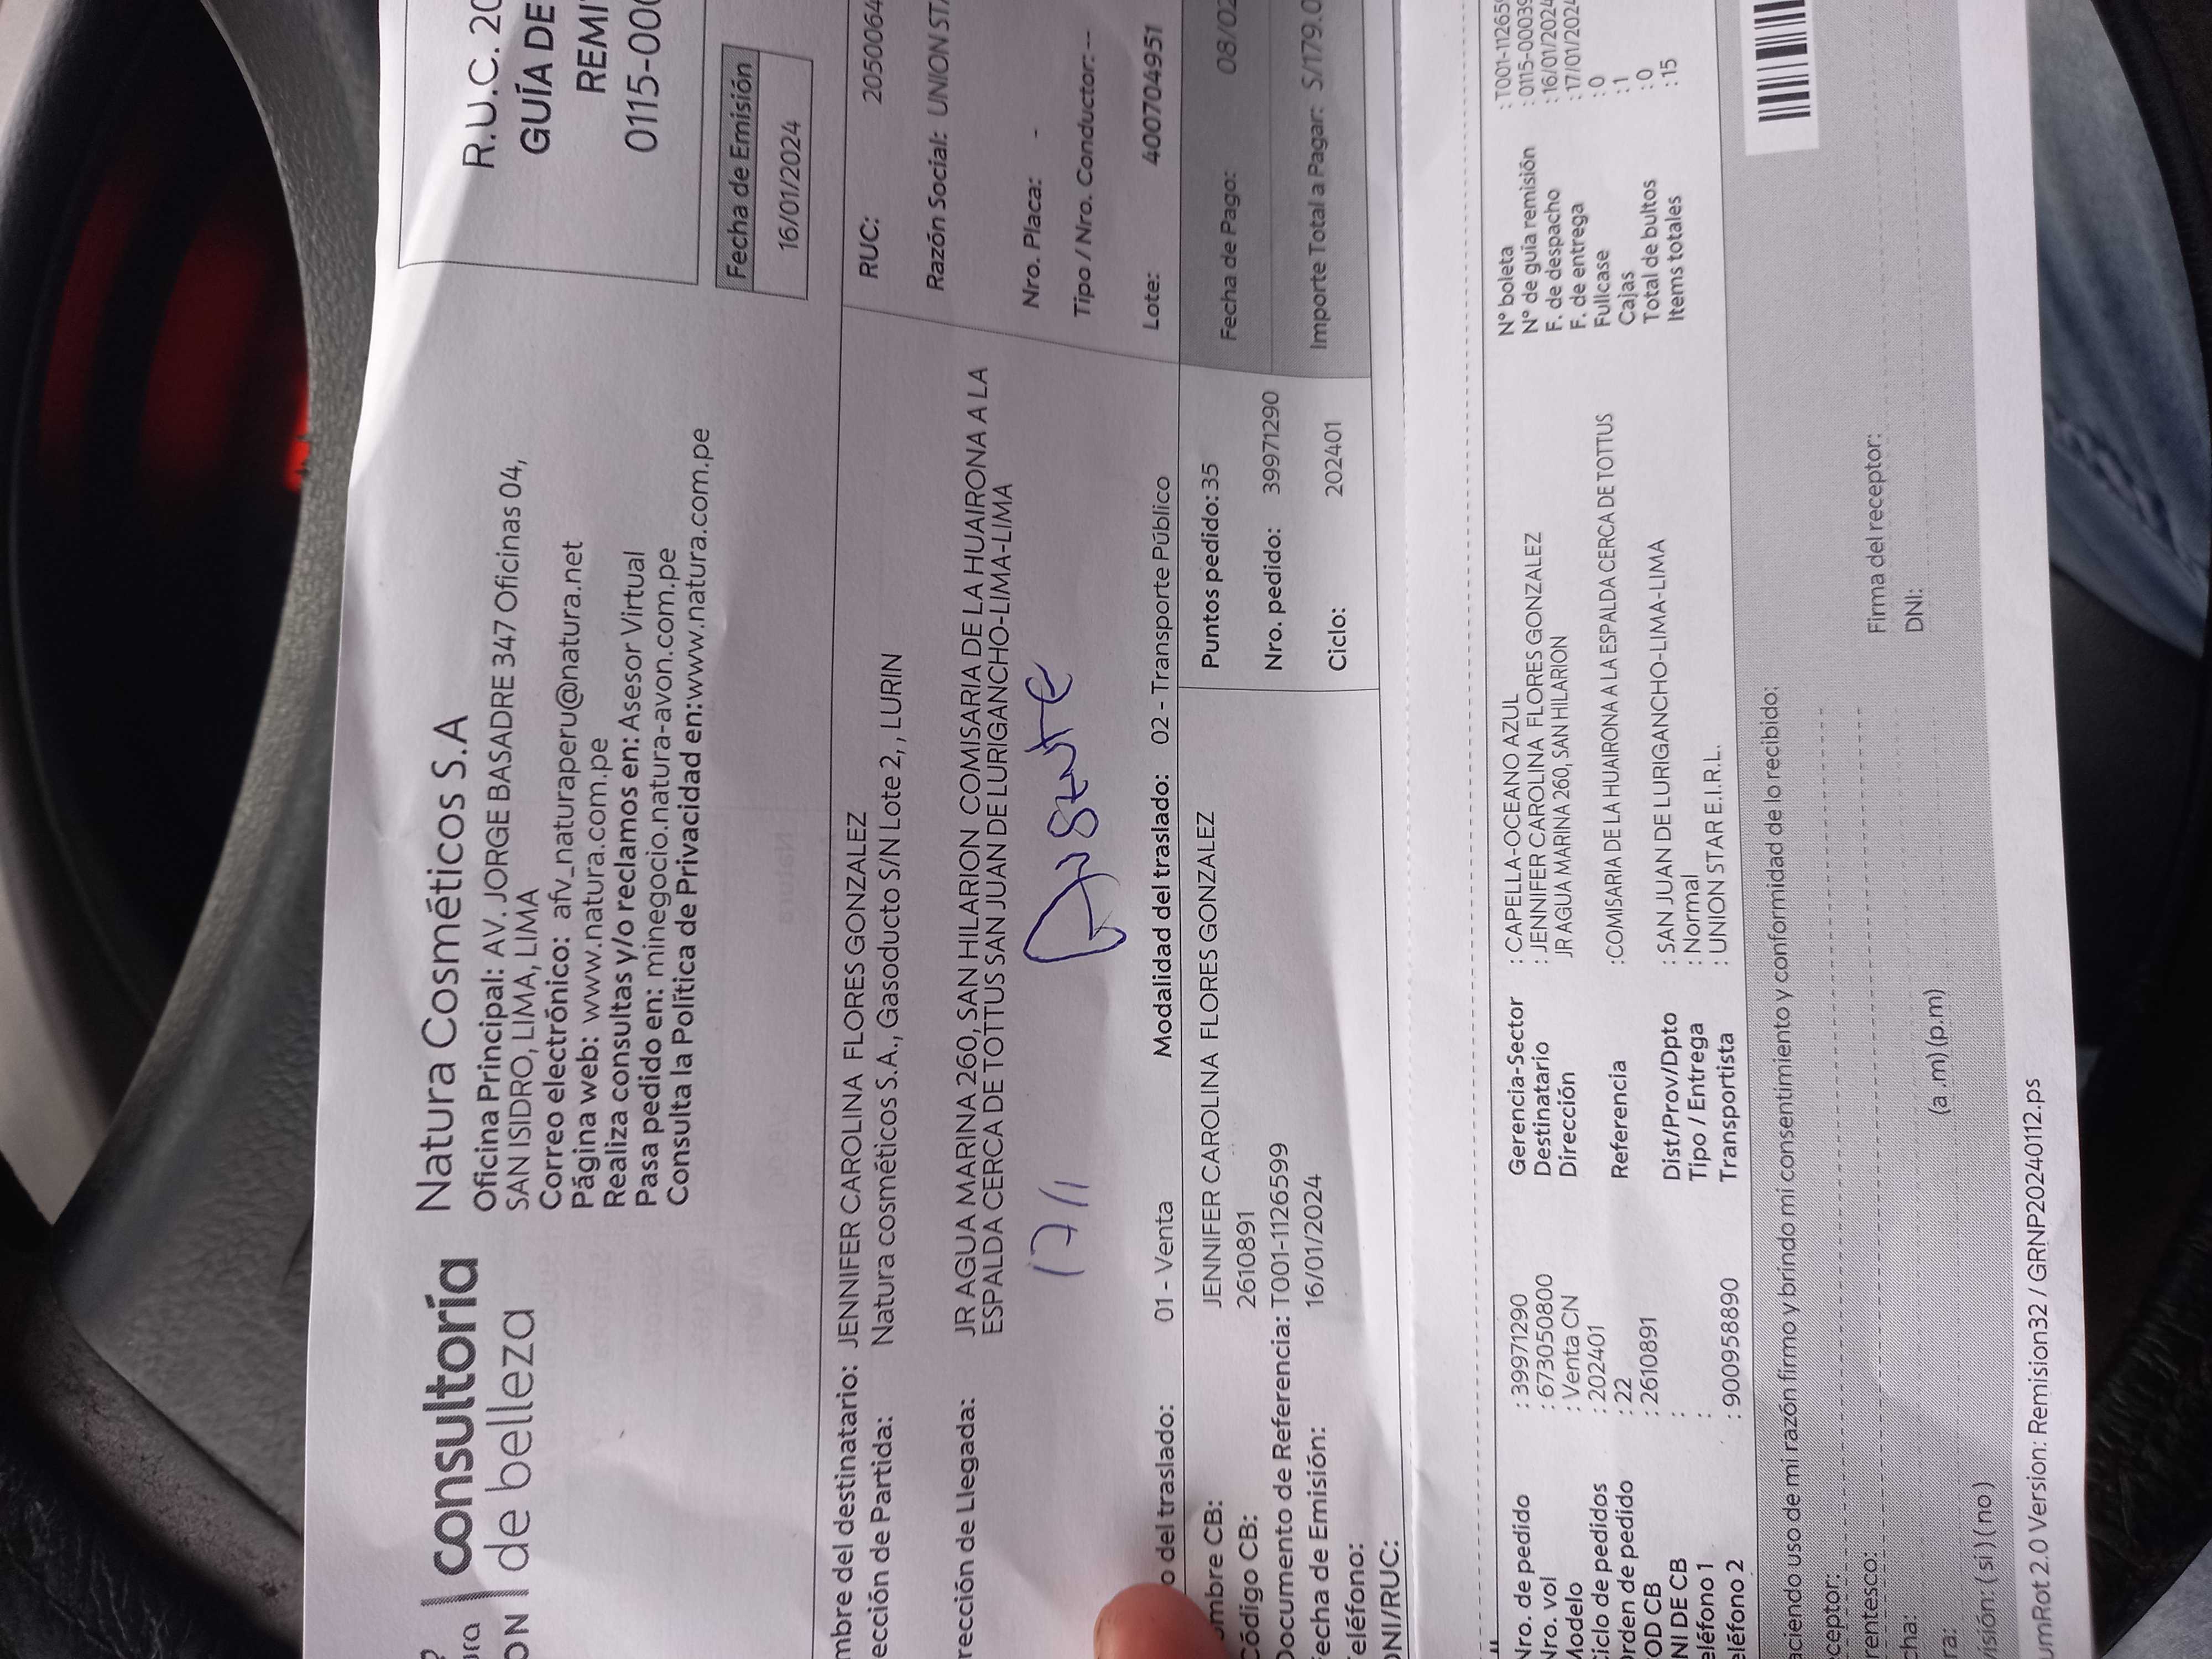 consultoría
de belleza
Natura Cosméticos S.A
Oficina Principal: AV. JORGE BASADRE 347 Oficinas 04,
SAN ISIDRO, LIMA, LIMA
Correo electrónico: afv_naturaperu@natura.net
Página web: www.natura.com.pe
Realiza consultas y/o reclamos en: Asesor Virtual
Pasa pedido en: minegocio.natura-avon.com.pe
Consulta la Política de Privacidad en:www.natura.com.pe
R.U.C. 20
GUÍA DE
REMI
0115-000
Fecha de Emisión
16/01/2024
mbre del destinatario: JENNIFER CAROLINA FLORES GONZALEZ
ección de Partida: Natura cosméticos S.A., Gasoducto S/N Lote 2, , LURIN
rección de Llegada: JR AGUA MARINA 260, SAN HILARION COMISARIA DE LA HUAIRONA A LA
ESPALDA CERCA DE TOTTUS SAN JUAN DE LURIGANCHO-LIMA-LIMA
17/1
RUC: 20500064
Razón Social: UNION STA
Nro. Placa: -
Tipo / Nro. Conductor: --
Lote: 400704951
o del traslado: 01 - Venta Modalidad del traslado: 02 - Transporte Público
ombre CB: JENNIFER CAROLINA FLORES GONZALEZ
Código CB: 2610891
Documento de Referencia: T001-1126599
Fecha de Emisión: 16/01/2024
Teléfono:
DNI/RUC:
Puntos pedido: 35
Nro. pedido: 39971290
Ciclo: 202401
Fecha de Pago: 08/02
Importe Total a Pagar: S/179.0
Nro. de pedido : 39971290
Nro. vol : 67305050800
Modelo : Venta CN
Ciclo de pedidos : 202401
Orden de pedido : 22
COD CB : 2610891
DNI DE CB :
eléfono 1 :
eléfono 2 : 900958890
Gerencia-Sector : CAPELLA-OCEANO AZUL
Destinatario : JENNIFER CAROLINA FLORES GONZALEZ
Dirección JR AGUA MARINA 260, SAN HILARION
Referencia :COMISARIA DE LA HUAIRONA A LA ESPALDA CERCA DE TOTTUS
Dist/Prov/Dpto : SAN JUAN DE LURIGANCHO-LIMA-LIMA
Tipo / Entrega : Normal
Transportista : UNION STAR E.I.R.L.
N° boleta : T001-112659
N° de guía remisión : 0115-00039
F. de despacho : 16/01/2024
F. de entrega : 17/01/2024
Fullcase : 0
Cajas : 1
Total de bultos : 0
Items totales : 15
aciendo uso de mi razón firmo y brindo mi consentimiento y conformidad de lo recibido;
ceptor:
rentesco:
cha:
ra: (a .m) (p.m)
isión: ( si ) ( no )
Firma del receptor:
DNI:
umRot 2.0 Version: Remision32 / GRNP20240112.ps